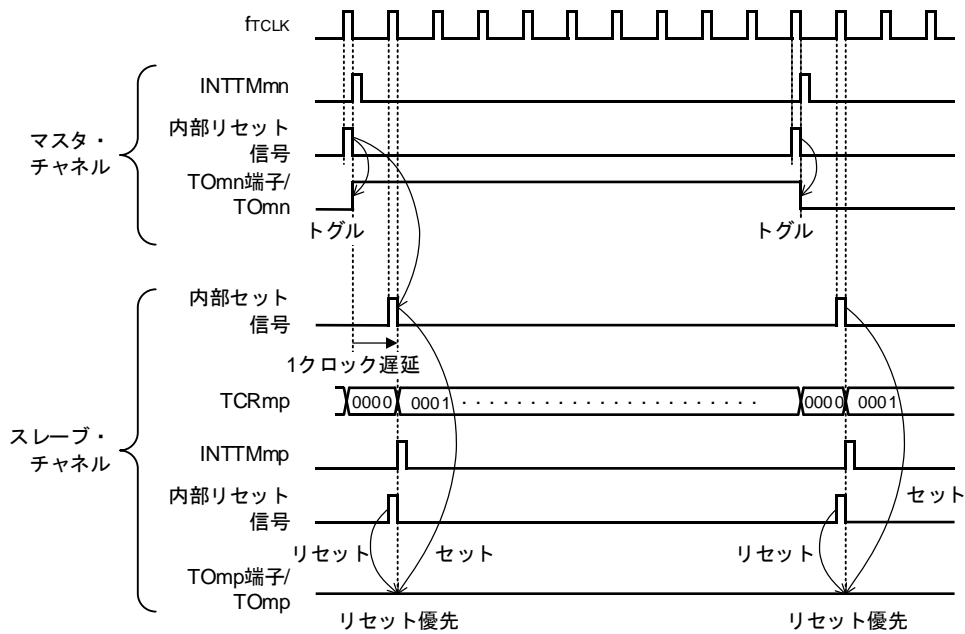 fTCLK
INTTMmn
マスタ・
チャネル
内部リセット
信号
TOmn端子/
TOmn
トグル
トグル
内部セット
信号
1クロック遅延
TCRmp
0000
0001
0000
0001
スレーブ・
チャネル
INTTMmp
内部リセット
信号
セット
リセット
セット
リセット
TOmp端子/
TOmp
リセット優先
リセット優先